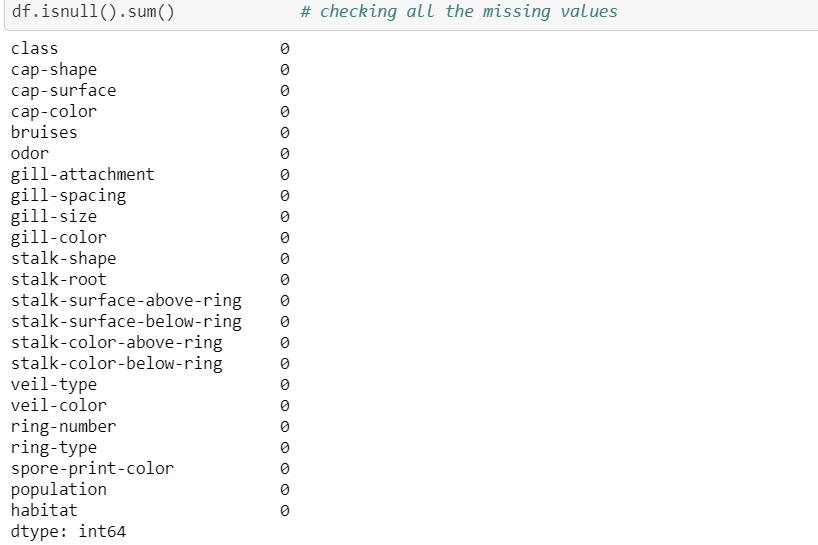 df.isnull().sum() # checking all the missing values
class 0
cap-shape 0
cap-surface 0
cap-color 0
bruises 0
odor 0
gill-attachment 0
gill-spacing 0
gill-size 0
gill-color 0
stalk-shape 0
stalk-root 0
stalk-surface-above-ring 0
stalk-surface-below-ring 0
stalk-color-above-ring 0
stalk-color-below-ring 0
veil-type 0
veil-color 0
ring-number 0
ring-type 0
spore-print-color 0
population 0
habitat 0
dtype: int64